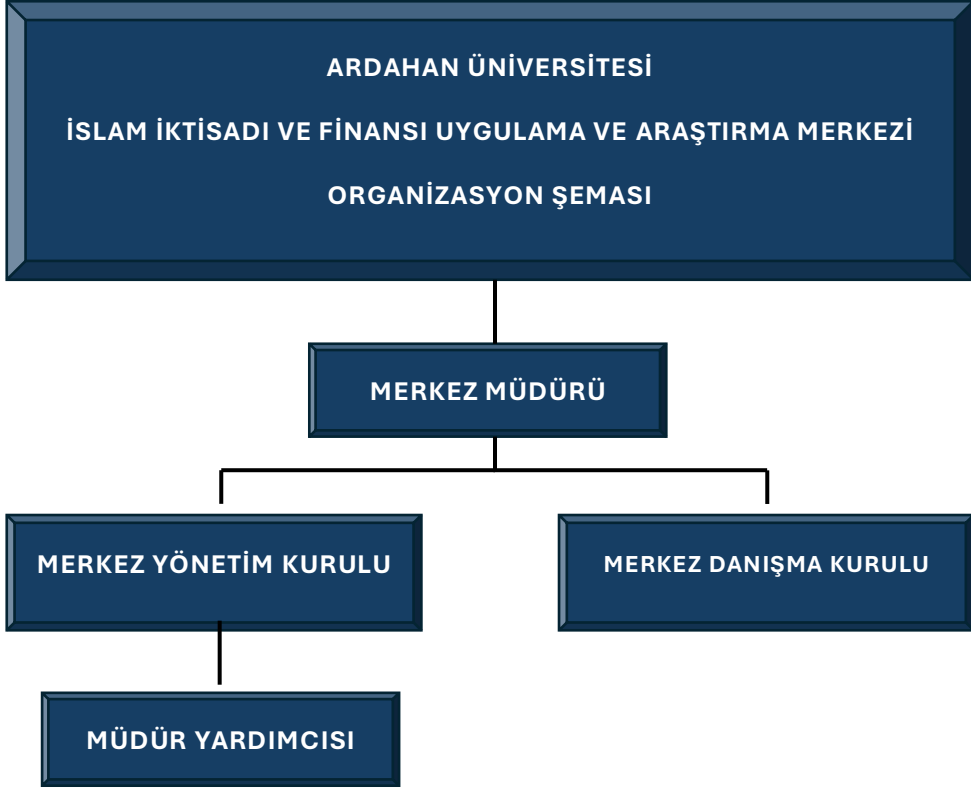 ARDAHAN ÜNİVERSİTESİ
İSLAM İKTİSADI VE FİNANSI UYGULAMA VE ARAŞTIRMA MERKEZİ
ORGANİZASYON ŞEMASI
MERKEZ MÜDÜRÜ
MERKEZ YÖNETİM KURULU
MERKEZ DANIŞMA KURULU
MÜDÜR YARDIMCISI